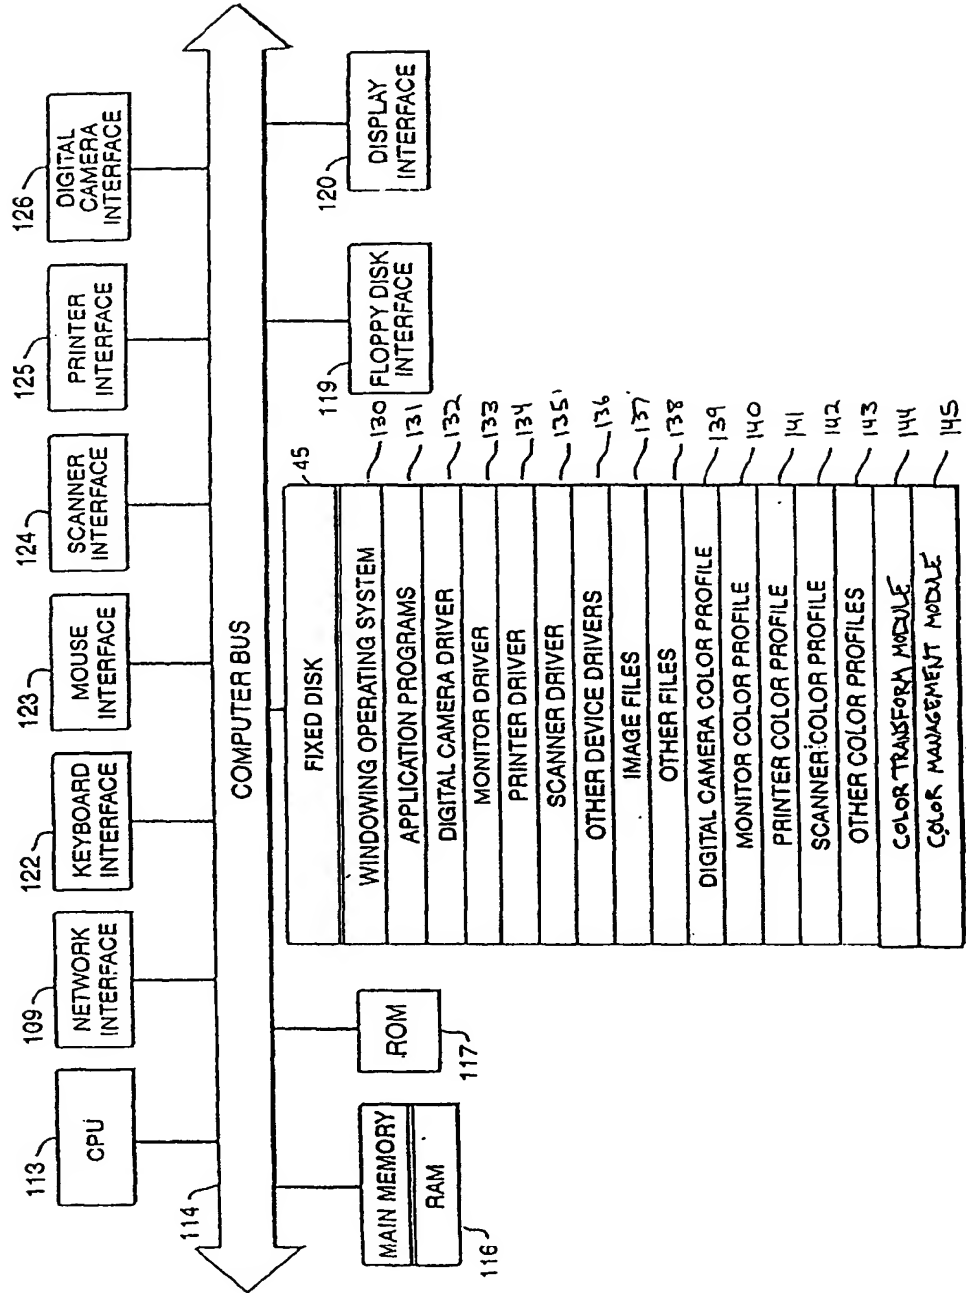 113
CPU
109
NETWORK
INTERFACE
122
KEYBOARD
INTERFACE
123
MOUSE
INTERFACE
124
SCANNER
INTERFACE
125
PRINTER
INTERFACE
126
DIGITAL
CAMERA
INTERFACE
114
COMPUTER BUS
MAIN MEMORY
RAM
116
ROM
117
FIXED DISK
45
WINDOWING OPERATING SYSTEM
130
APPLICATION PROGRAMS
131
DIGITAL CAMERA DRIVER
132
MONITOR DRIVER
133
PRINTER DRIVER
134
SCANNER DRIVER
135
OTHER DEVICE DRIVERS
136
IMAGE FILES
137
OTHER FILES
138
DIGITAL CAMERA COLOR PROFILE
139
MONITOR COLOR PROFILE
140
PRINTER COLOR PROFILE
141
SCANNER COLOR PROFILE
142
OTHER COLOR PROFILES
143
COLOR TRANSFORM MODULE
144
COLOR MANAGEMENT MODULE
145
119
FLOPPY DISK
INTERFACE
120
DISPLAY
INTERFACE